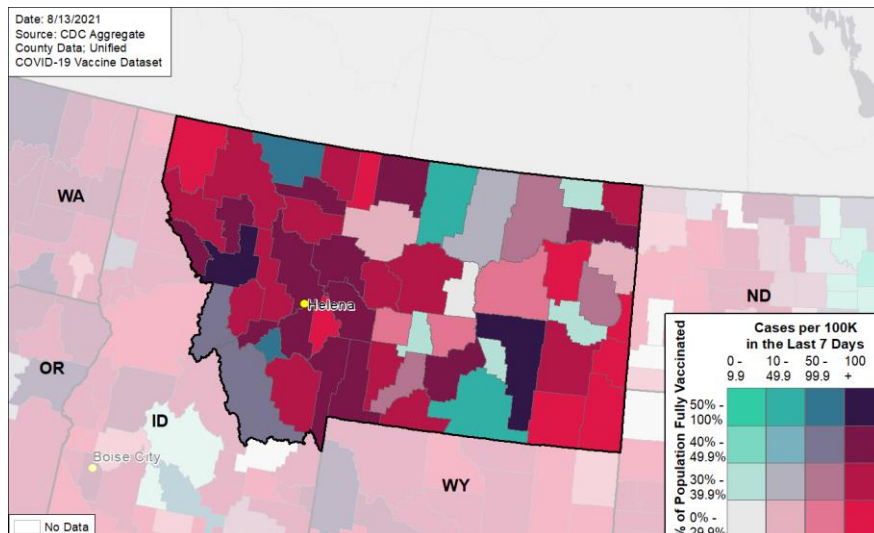 Date: 8/13/2021
Source: CDC Aggregate
County Data; Unified
COVID-19 Vaccine Dataset
WA
Helena
ND
OR
ID
Boise City
WY
No Data
Cases per 100K
in the Last 7 Days
0 -
9.9
10 -
49.9
50 -
99.9
100
+
% of Population Fully Vaccinated
50% -
100%
40% -
49.9%
30% -
39.9%
0% -
29.9%